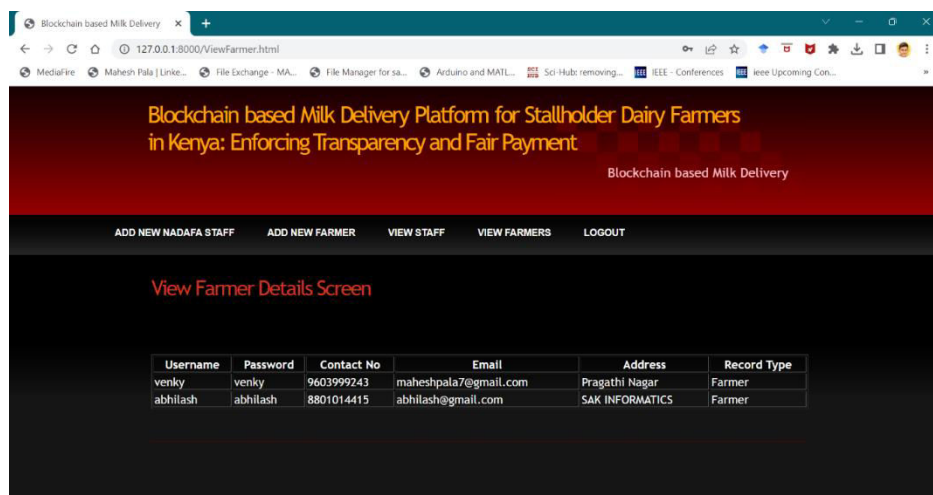 Blockchain based Milk Delivery
127.0.0.1:8000/ViewFarmer.html
MediaFire Mahesh Pala | Linke... File Exchange - MA... File Manager for sa... Arduino and MATL... Sci-Hub: removing... IEEE - Conferences Ieee Upcoming Con...
Blockchain based Milk Delivery Platform for Stallholder Dairy Farmers
in Kenya: Enforcing Transparency and Fair Payment
Blockchain based Milk Delivery
ADD NEW NADAFA STAFF ADD NEW FARMER VIEW STAFF VIEW FARMERS LOGOUT
View Farmer Details Screen
Username Password Contact No Email Address Record Type
venky venky 9603999243 maheshpala7@gmail.com Pragathi Nagar Farmer
abhilash abhilash 8801014415 abhilash@gmail.com SAK INFORMATICS Farmer